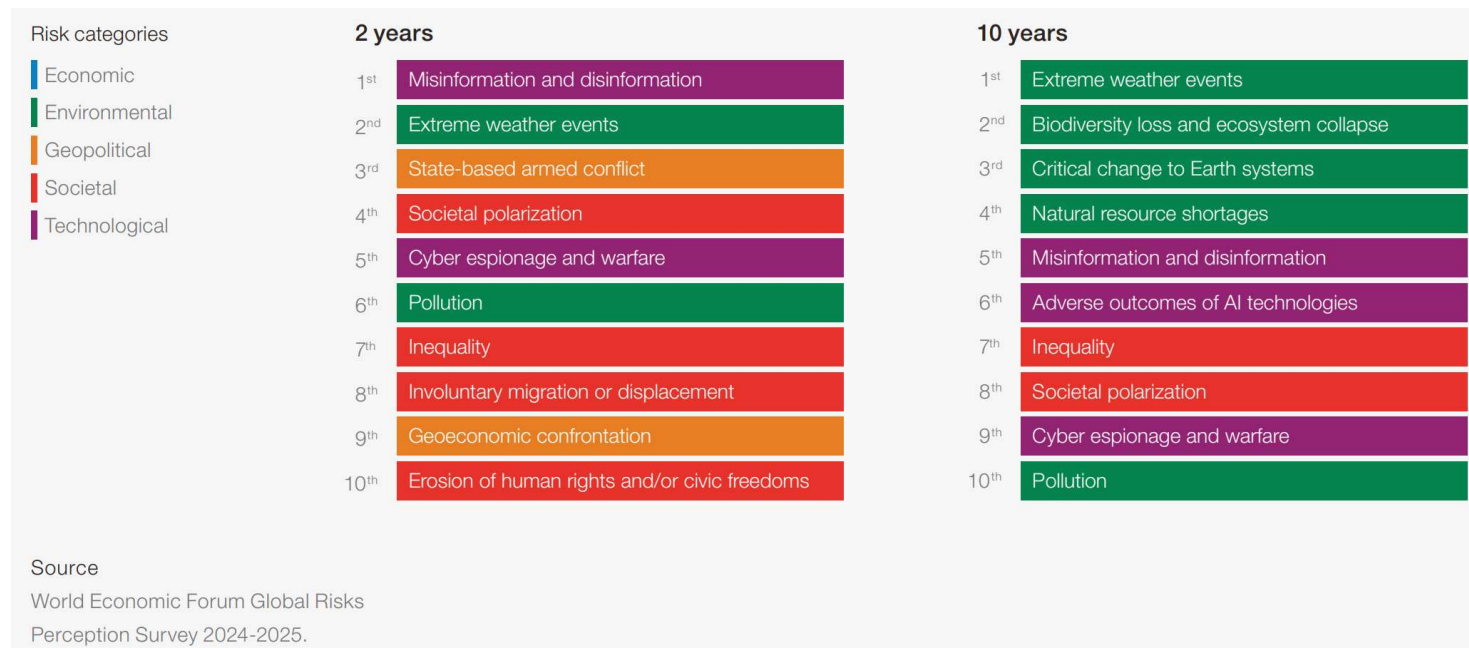 Risk categories
Economic
Environmental
Geopolitical
Societal
Technological
2 years
1st Misinformation and disinformation
2nd Extreme weather events
3rd State-based armed conflict
4th Societal polarization
5th Cyber espionage and warfare
6th Pollution
7th Inequality
8th Involuntary migration or displacement
9th Geoeconomic confrontation
10th Erosion of human rights and/or civic freedoms
10 years
1st Extreme weather events
2nd Biodiversity loss and ecosystem collapse
3rd Critical change to Earth systems
4th Natural resource shortages
5th Misinformation and disinformation
6th Adverse outcomes of AI technologies
7th Inequality
8th Societal polarization
9th Cyber espionage and warfare
10th Pollution
Source
World Economic Forum Global Risks
Perception Survey 2024-2025.